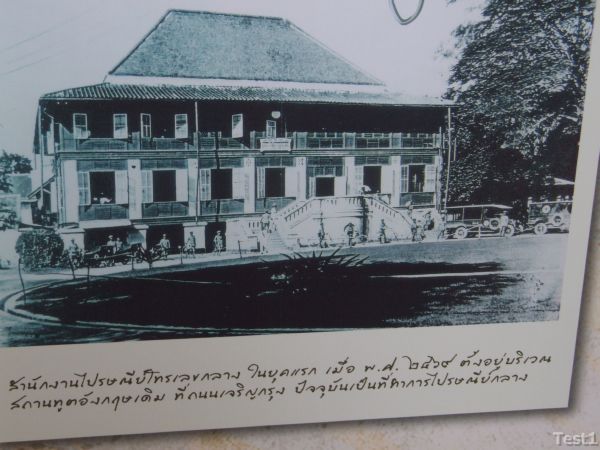 สำนักงานไปรษณีย์โทรเลขกลาง ในยุคแรก เมื่อ พ.ศ. ๒๔๖๙ ตั้งอยู่บริเวณ
สถานทูตอังกฤษเดิม ที่ถนนเจริญกรุง ปัจจุบันเป็นที่ทำการไปรษณีย์กลาง
Test1